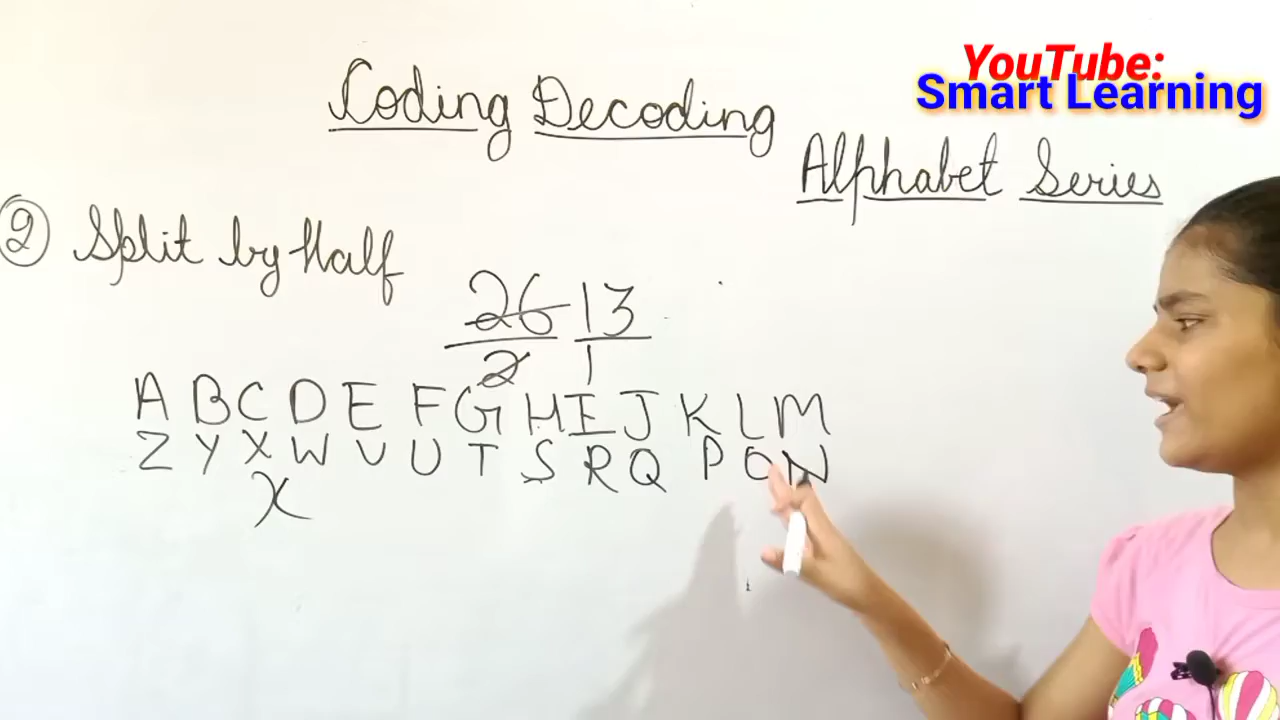 YouTube:
Smart Learning
Coding Decoding
Alphabet Series
2 Split by Half
26 13
2 1
A B C D E F G H I J K L M
Z Y X W V U T S R Q P O N
X